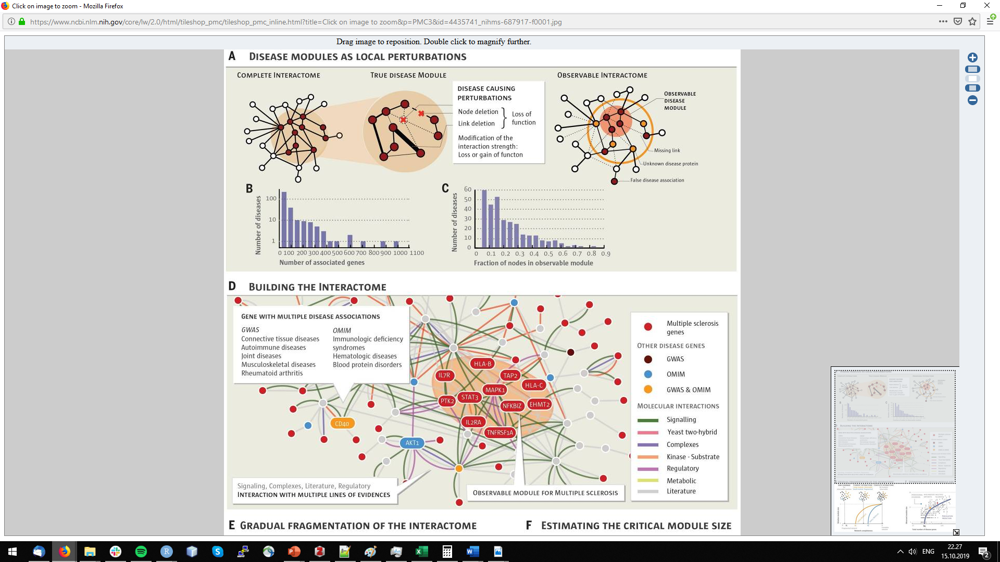 Click on image to zoom - Mozilla Firefox
https://www.ncbi.nlm.nih.gov/core/lw/2.0/html/tileshop_pmc/tileshop_pmc_inline.html?title=Click on image to zoom&p=PMC3&id=4435741_nihms-687917-f0001.jpg
Drag image to reposition. Double click to magnify further.
A DISEASE MODULES AS LOCAL PERTURBATIONS
COMPLETE INTERACTOME
TRUE DISEASE MODULE
OBSERVABLE INTERACTOME
DISEASE CAUSING
PERTURBATIONS
Node deletion
Link deletion
Loss of
function
Modification of the
interaction strength:
Loss or gain of functon
OBSERVABLE
DISEASE
MODULE
Missing link
Unknown disease protein
False disease association
B
Number of diseases
100
10
1
0 100 200 300 400 500 600 700 800 900 1000 1100
Number of associated genes
C
Number of diseases
60
50
40
30
20
10
0
0 0.1 0.2 0.3 0.4 0.5 0.6 0.7 0.8 0.9
Fraction of nodes in observable module
D BUILDING THE INTERACTOME
GENE WITH MULTIPLE DISEASE ASSOCIATIONS
GWAS
Connective tissue diseases
Autoimmune diseases
Joint diseases
Musculoskeletal diseases
Rheumatoid arthritis
OMIM
Immunologic deficiency
syndromes
Hematologic diseases
Blood protein disorders
HLA-B
IL7R
TAP2
HLA-C
MAPK1
STAT3
PTK2
NFKBIZ
EHMT2
IL2RA
TNFRSF1A
CD40
AKT1
Multiple sclerosis
genes
OTHER DISEASE GENES
GWAS
OMIM
GWAS & OMIM
MOLECULAR INTERACTIONS
Signalling
Yeast two-hybrid
Complexes
Kinase - Substrate
Regulatory
Metabolic
Literature
Signaling, Complexes, Literature, Regulatory
INTERACTION WITH MULTIPLE LINES OF EVIDENCES
OBSERVABLE MODULE FOR MULTIPLE SCLEROSIS
E GRADUAL FRAGMENTATION OF THE INTERACTOME
F ESTIMATING THE CRITICAL MODULE SIZE
ENG
22.27
15.10.2019
2